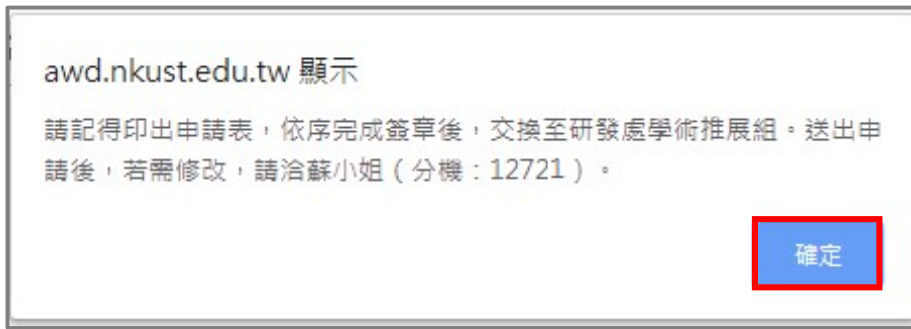 awd.nkust.edu.tw 顯示
請記得印出申請表，依序完成簽章後，交換至研發處學術推展組。送出申
請後，若需修改，請洽蘇小姐（分機：12721）。
確定